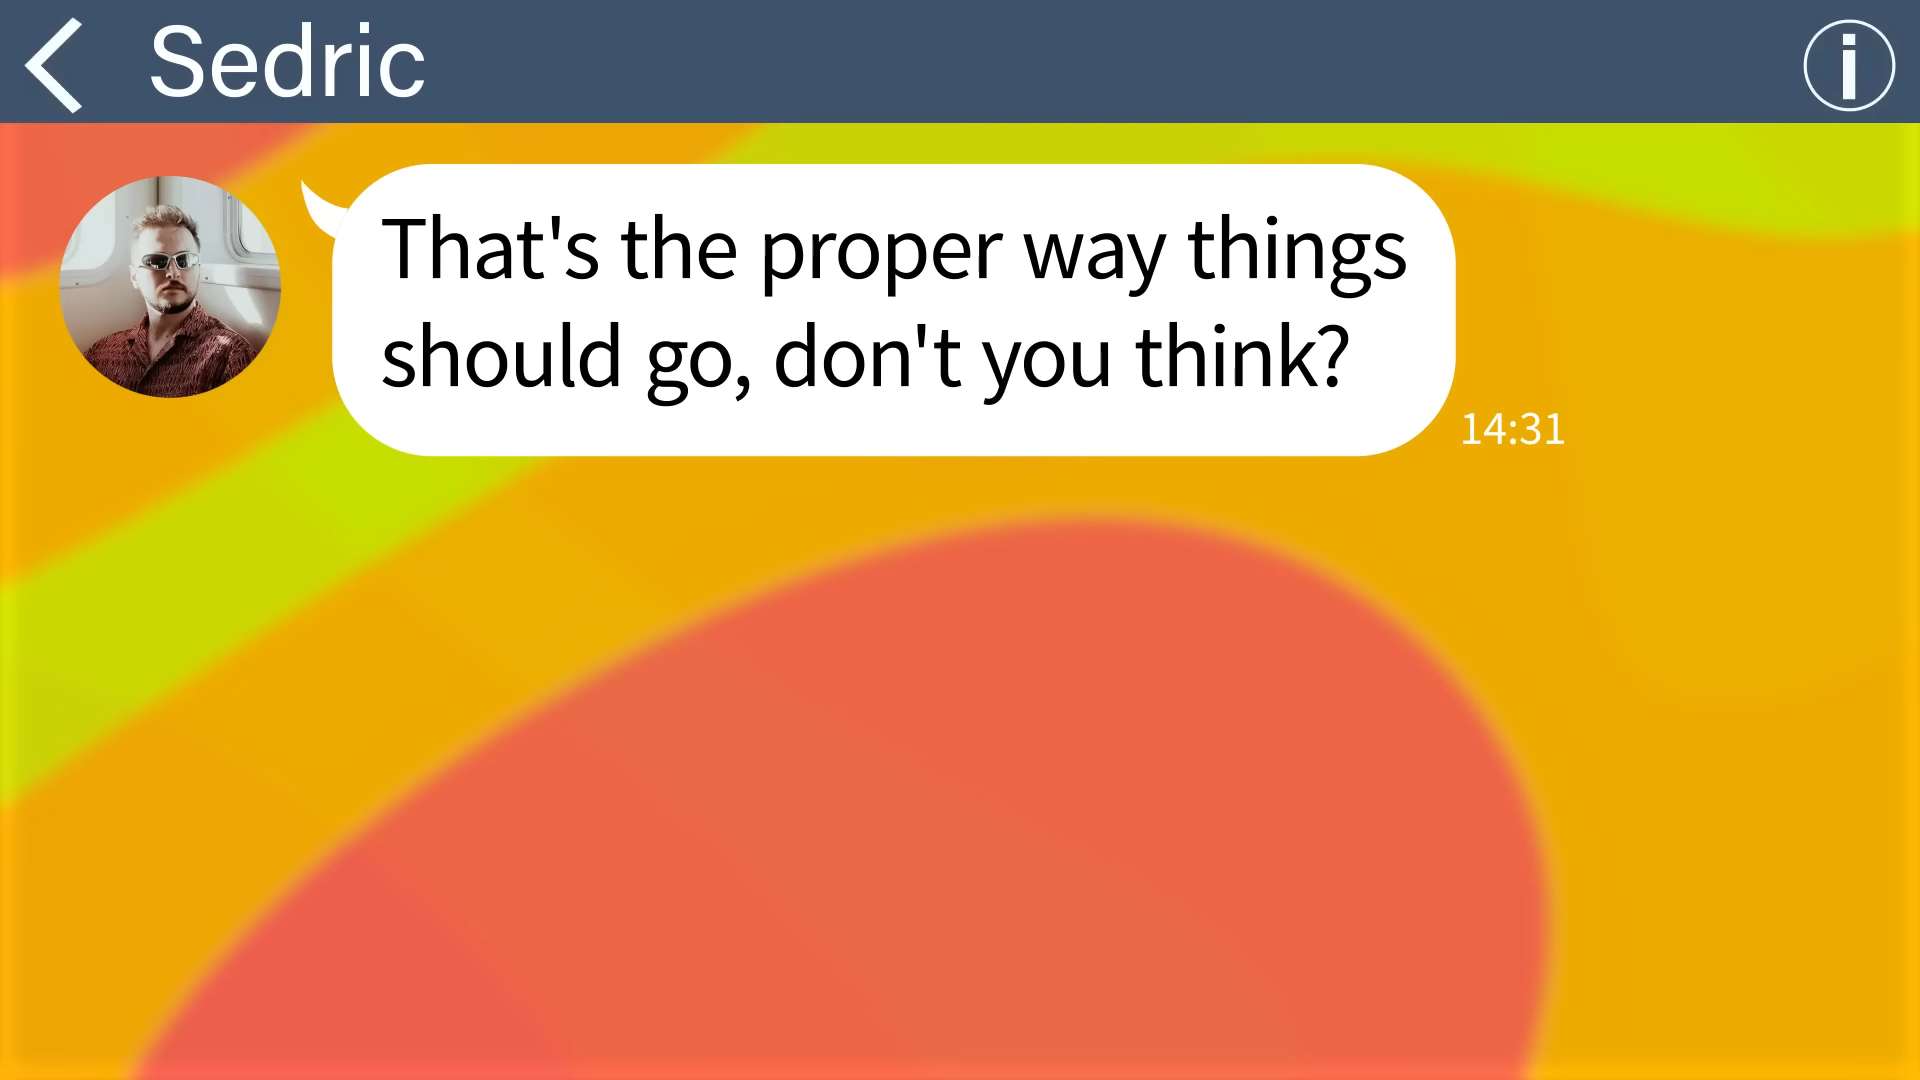 Sedric
That's the proper way things
should go, don't you think?
14:31